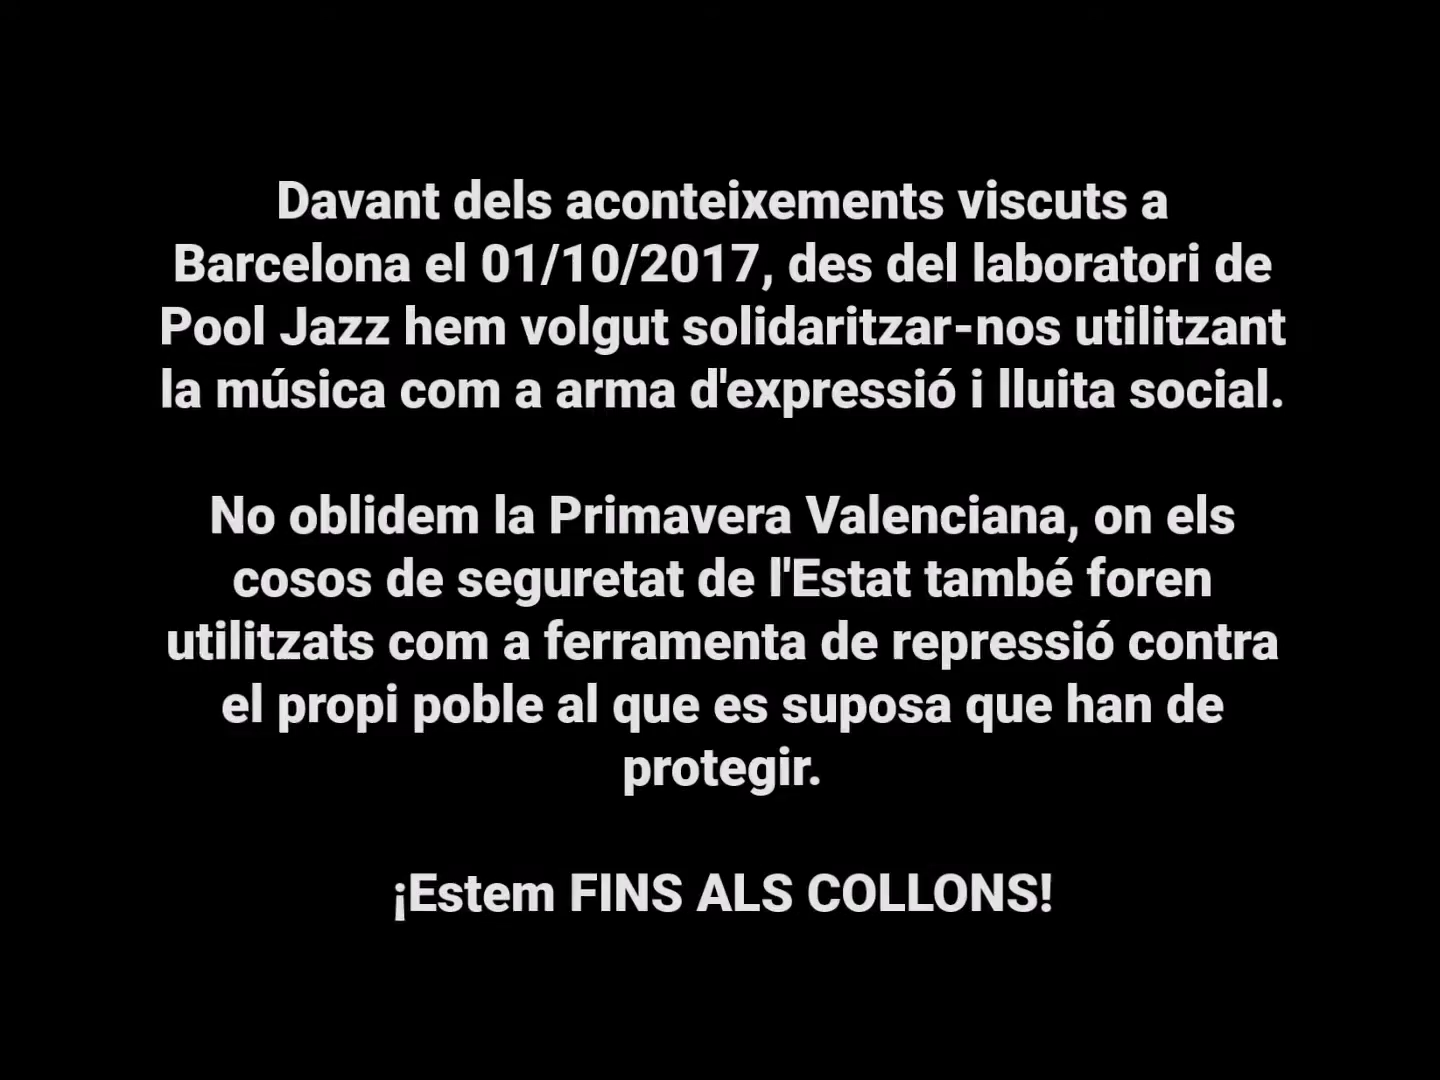 Davant dels aconteixements viscuts a
Barcelona el 01/10/2017, des del laboratori de
Pool Jazz hem volgut solidaritzar-nos utilitzant
la música com a arma d'expressió i lluita social.
No oblidem la Primavera Valenciana, on els
cosos de seguretat de l'Estat també foren
utilitzats com a ferramenta de repressió contra
el propi poble al que es suposa que han de
protegir.
¡Estem FINS ALS COLLONS!